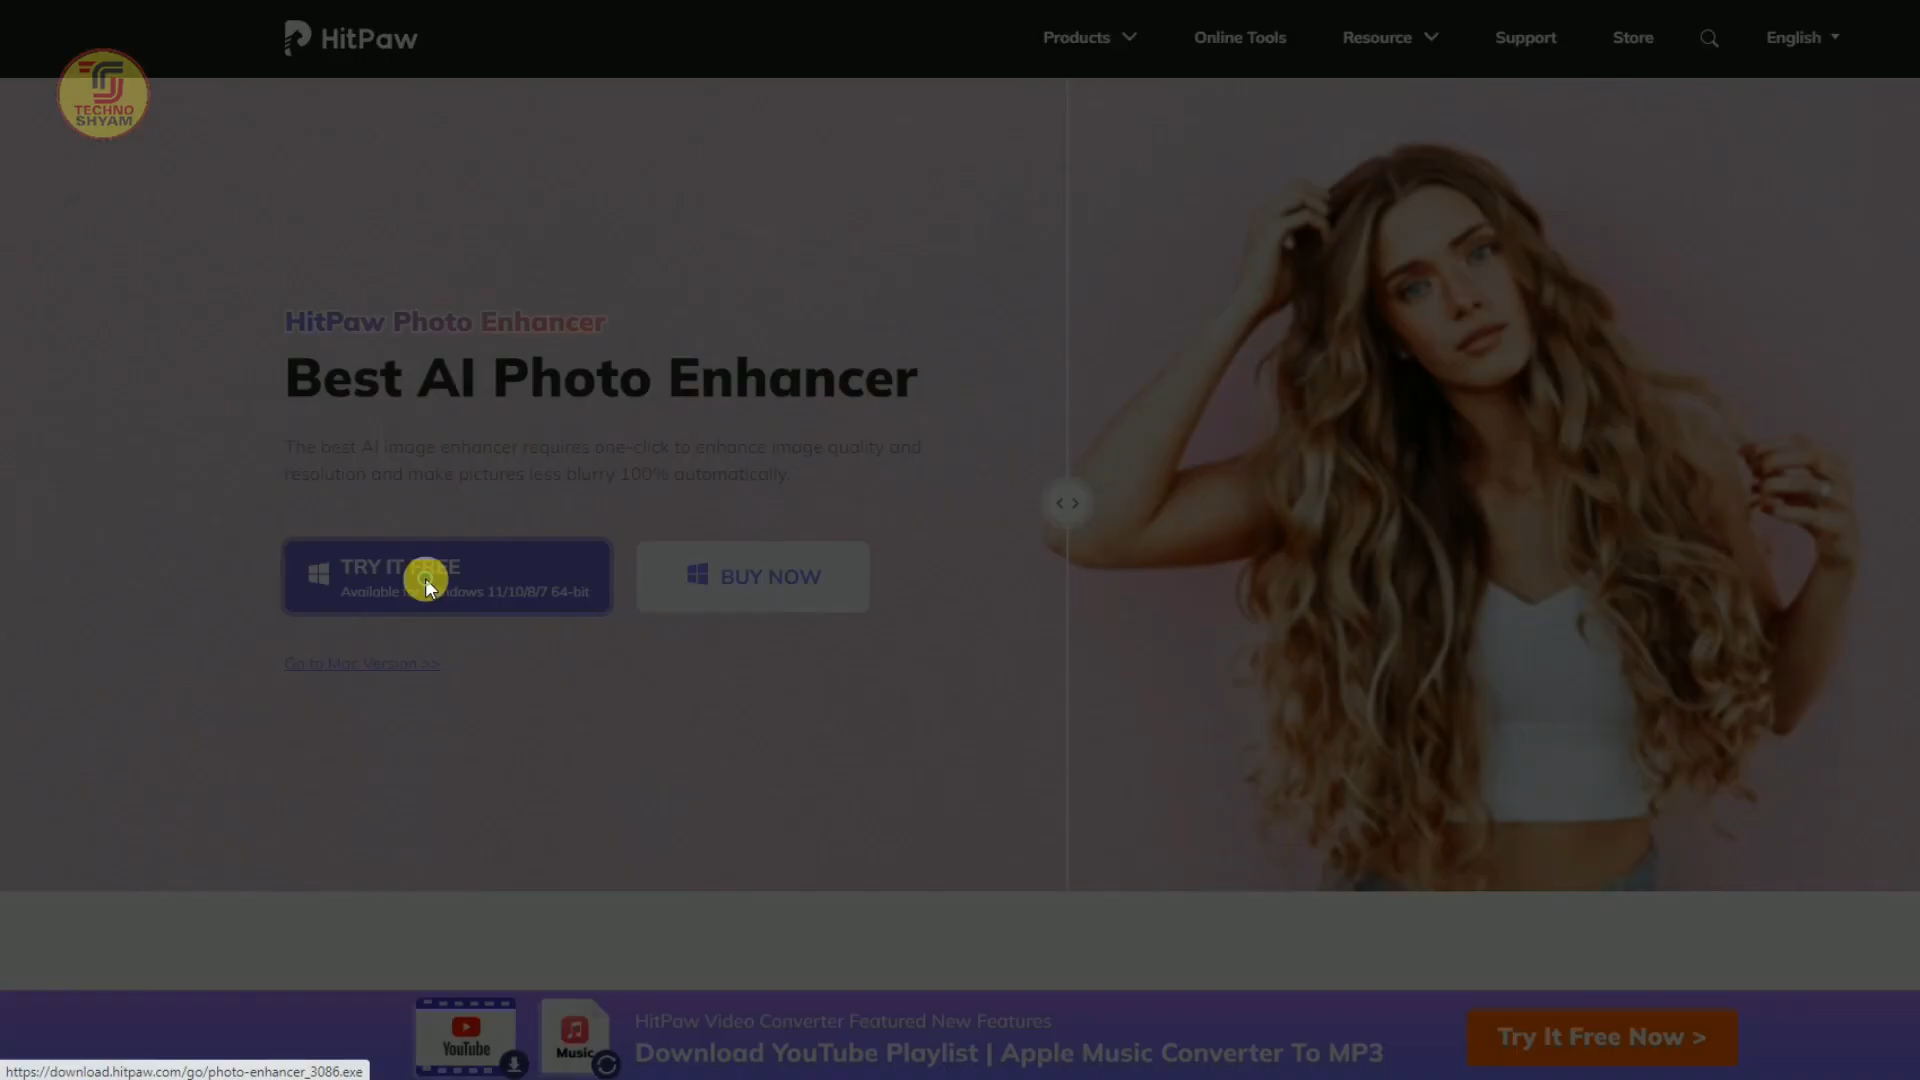 HitPaw
Products
Online Tools
Resource
Support
Store
English
TECHNO
SHYAM
HitPaw Photo Enhancer
Best AI Photo Enhancer
The best AI image enhancer requires one-click to enhance image quality and
resolution and make pictures less blurry 100% automatically.
TRY IT FREE
Available for Windows 11/10/8/7 64-bit
BUY NOW
Go to Mac Version >>
HitPaw Video Converter Featured New Features
YouTube
Music
Download YouTube Playlist | Apple Music Converter To MP3
Try It Free Now >
https://download.hitpaw.com/go/photo-enhancer_3086.exe